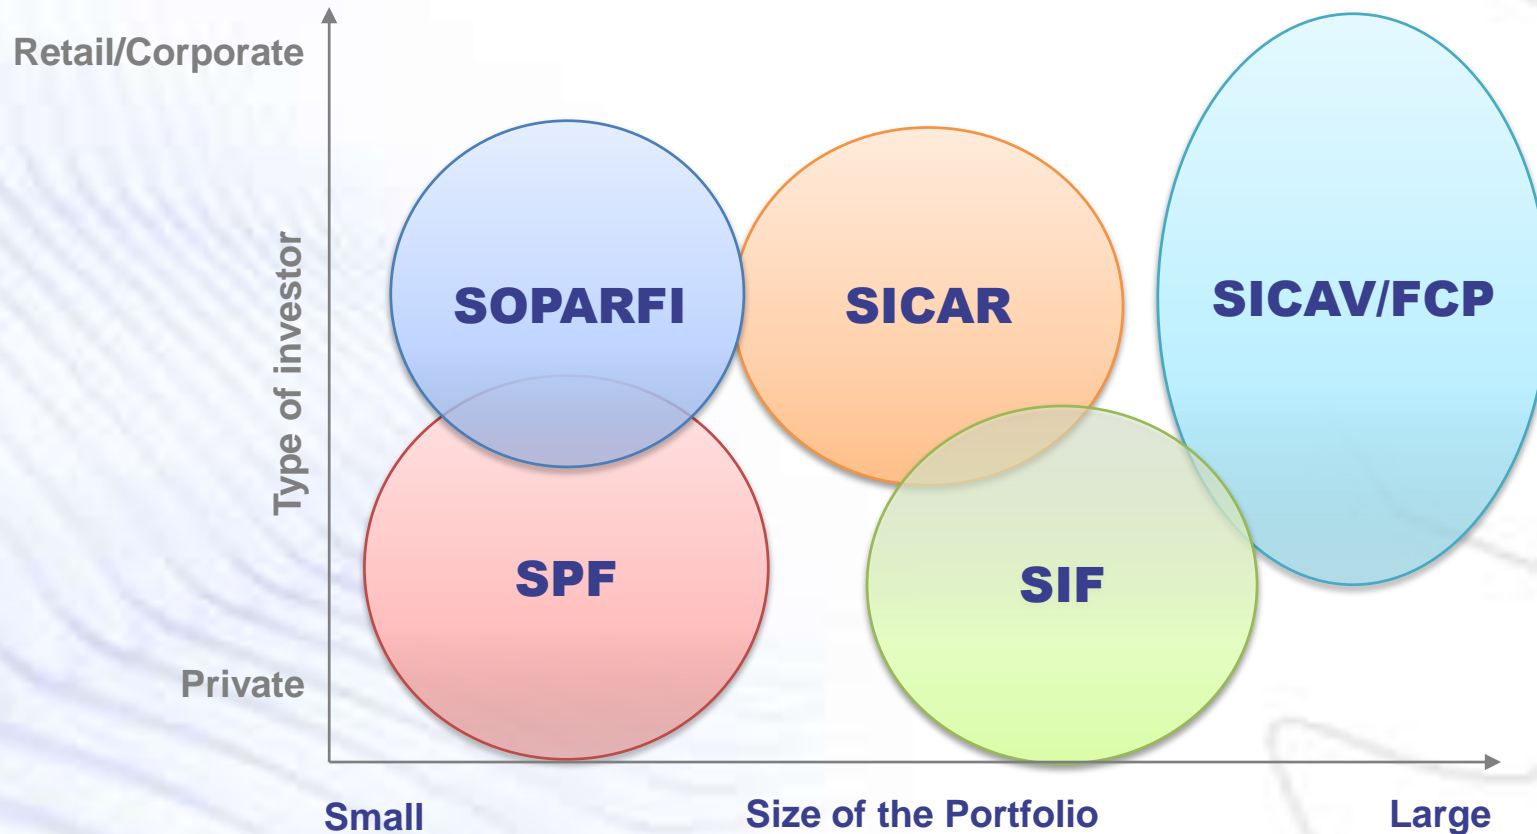 Retail/Corporate
Type of investor
SOPARFI
SICAR
SICAV/FCP
SPF
SIF
Private
Small
Size of the Portfolio
Large